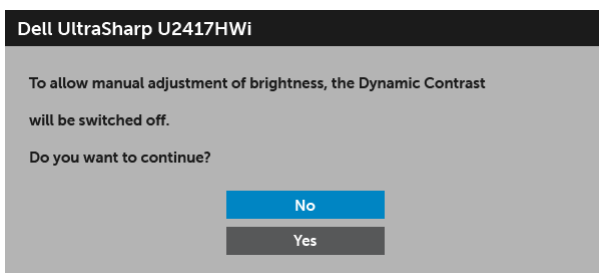 Dell UltraSharp U2417HWi
To allow manual adjustment of brightness, the Dynamic Contrast
will be switched off.
Do you want to continue?
No
Yes